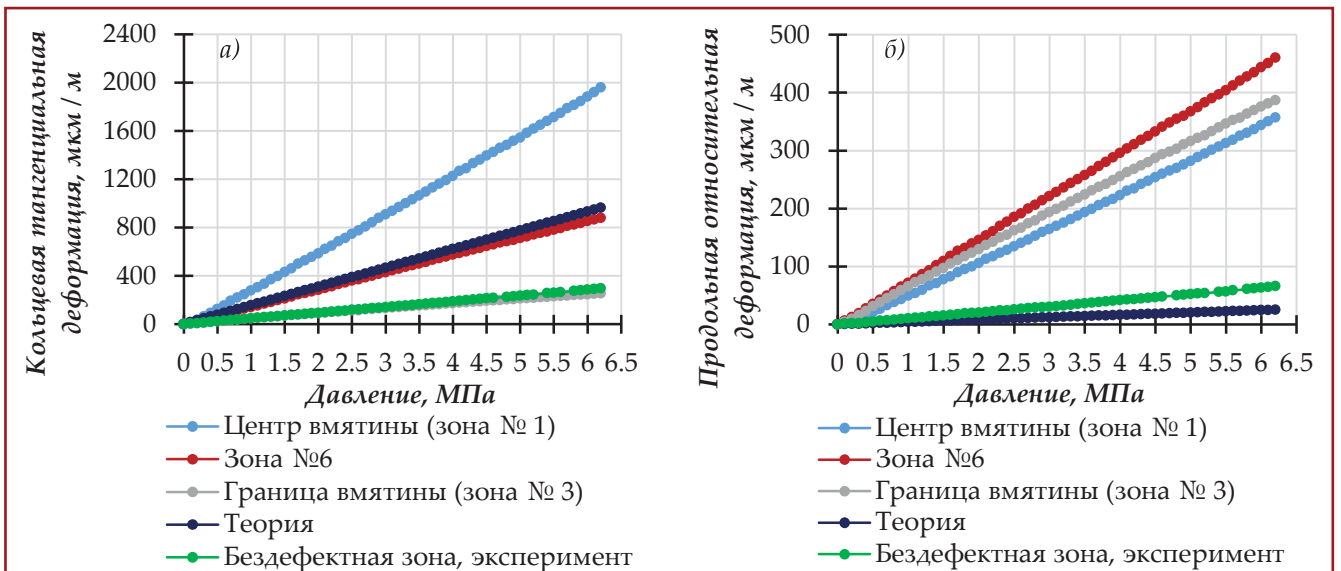 а)
Кольцевая тангенциальная
деформация, мкм / м
2400
2000
1600
1200
800
400
0
0 0.5 1 1.5 2 2.5 3 3.5 4 4.5 5 5.5 6 6.5
Давление, МПа
Центр вмятины (зона № 1)
Зона №6
Граница вмятины (зона № 3)
Теория
Бездефектная зона, эксперимент
б)
Продольная относительная
деформация, мкм / м
500
400
300
200
100
0
0 0.5 1 1.5 2 2.5 3 3.5 4 4.5 5 5.5 6 6.5
Давление, МПа
Центр вмятины (зона № 1)
Зона №6
Граница вмятины (зона № 3)
Теория
Бездефектная зона, эксперимент